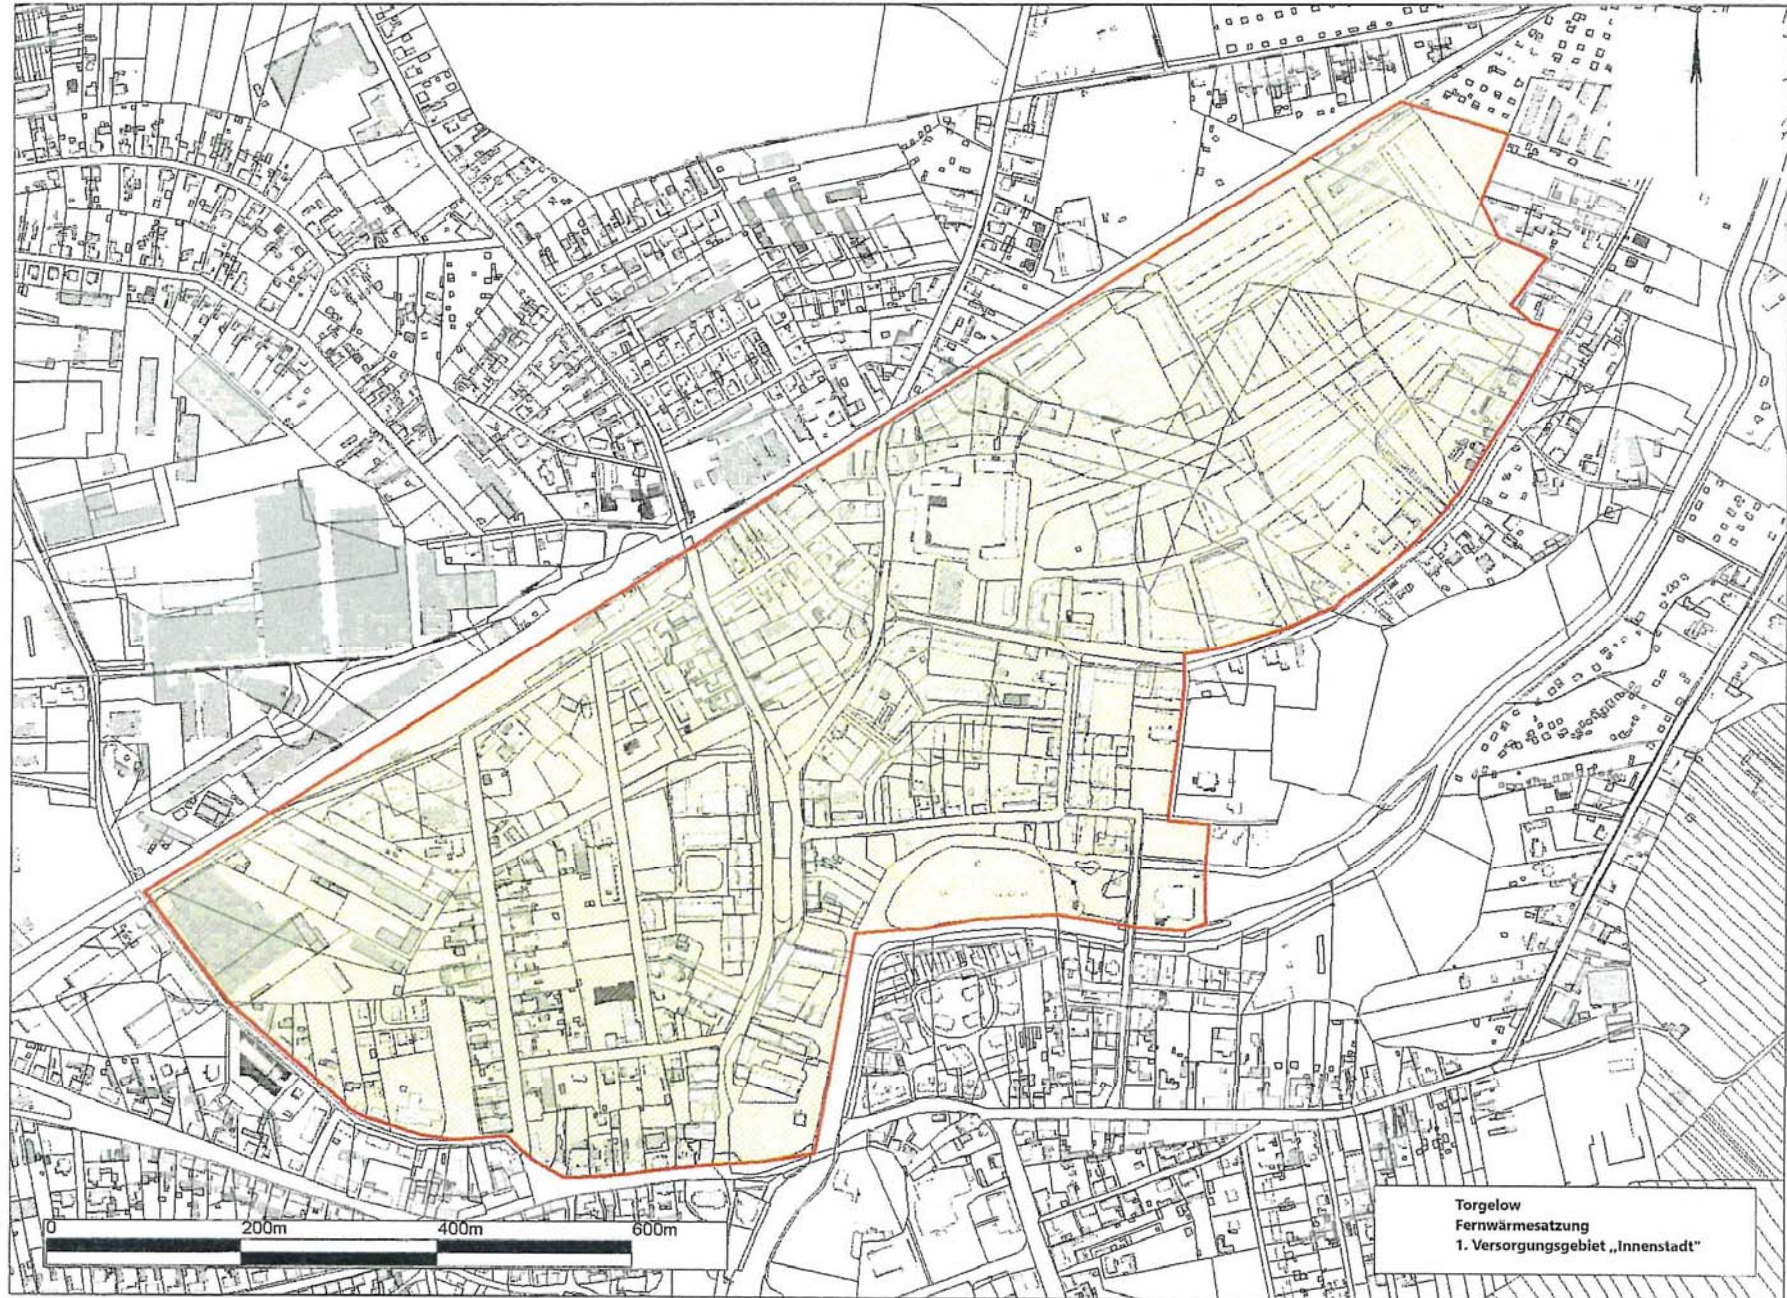 0 200m 400m 600m
Torgelow
Fernwärmesatzung
1. Versorgungsgebiet „Innenstadt"